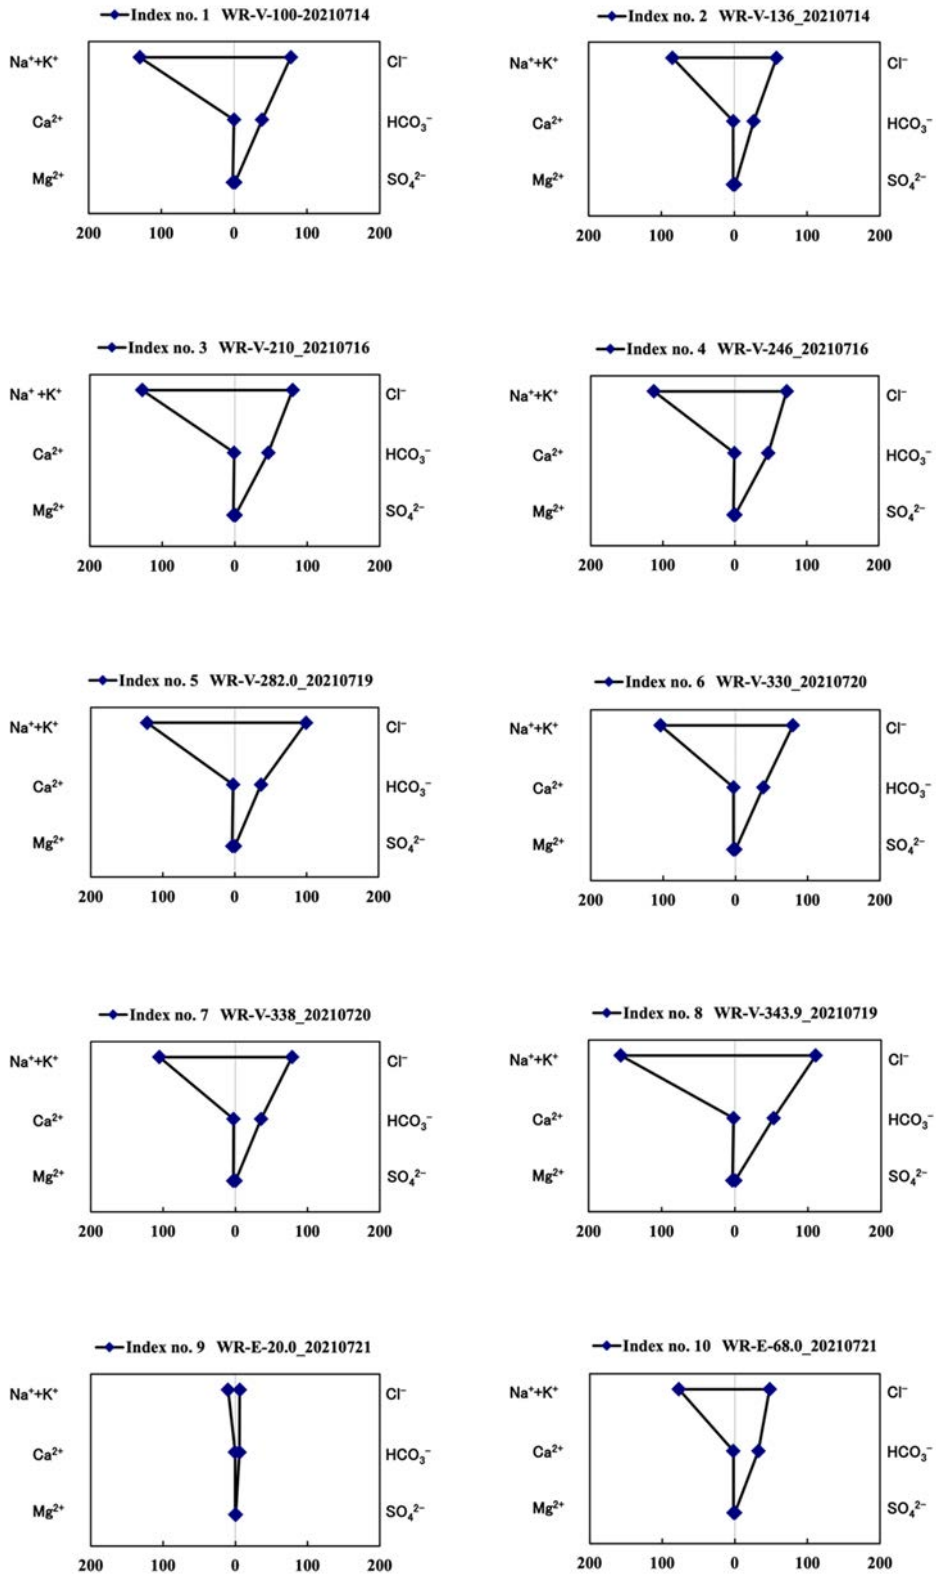 Index no. 1 WR-V-100-20210714
Na⁺+K⁺ Cl⁻
Ca²⁺ HCO₃⁻
Mg²⁺ SO₄²⁻
200 100 0 100 200
Index no. 2 WR-V-136_20210714
Na⁺+K⁺ Cl⁻
Ca²⁺ HCO₃⁻
Mg²⁺ SO₄²⁻
200 100 0 100 200
Index no. 3 WR-V-210_20210716
Na⁺+K⁺ Cl⁻
Ca²⁺ HCO₃⁻
Mg²⁺ SO₄²⁻
200 100 0 100 200
Index no. 4 WR-V-246_20210716
Na⁺+K⁺ Cl⁻
Ca²⁺ HCO₃⁻
Mg²⁺ SO₄²⁻
200 100 0 100 200
Index no. 5 WR-V-282.0_20210719
Na⁺+K⁺ Cl⁻
Ca²⁺ HCO₃⁻
Mg²⁺ SO₄²⁻
200 100 0 100 200
Index no. 6 WR-V-330_20210720
Na⁺+K⁺ Cl⁻
Ca²⁺ HCO₃⁻
Mg²⁺ SO₄²⁻
200 100 0 100 200
Index no. 7 WR-V-338_20210720
Na⁺+K⁺ Cl⁻
Ca²⁺ HCO₃⁻
Mg²⁺ SO₄²⁻
200 100 0 100 200
Index no. 8 WR-V-343.9_20210719
Na⁺+K⁺ Cl⁻
Ca²⁺ HCO₃⁻
Mg²⁺ SO₄²⁻
200 100 0 100 200
Index no. 9 WR-E-20.0_20210721
Na⁺+K⁺ Cl⁻
Ca²⁺ HCO₃⁻
Mg²⁺ SO₄²⁻
200 100 0 100 200
Index no. 10 WR-E-68.0_20210721
Na⁺+K⁺ Cl⁻
Ca²⁺ HCO₃⁻
Mg²⁺ SO₄²⁻
200 100 0 100 200